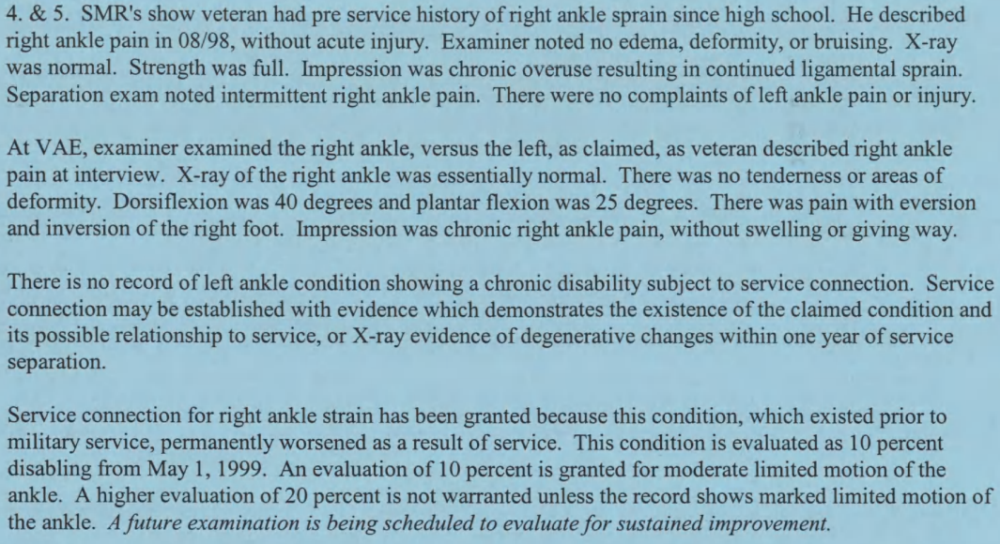 4. & 5.  SMR's show veteran had pre service history of right ankle sprain since high school.  He described
right ankle pain in 08/98, without acute injury.  Examiner noted no edema, deformity, or bruising.  X-ray
was normal.  Strength was full.  Impression was chronic overuse resulting in continued ligamental sprain.
Separation exam noted intermittent right ankle pain.  There were no complaints of left ankle pain or injury.

At VAE, examiner examined the right ankle, versus the left, as claimed, as veteran described right ankle
pain at interview.  X-ray of the right ankle was essentially normal.  There was no tenderness or areas of
deformity.  Dorsiflexion was 40 degrees and plantar flexion was 25 degrees.  There was pain with eversion
and inversion of the right foot.  Impression was chronic right ankle pain, without swelling or giving way.

There is no record of left ankle condition showing a chronic disability subject to service connection.  Service
connection may be established with evidence which demonstrates the existence of the claimed condition and
its possible relationship to service, or X-ray evidence of degenerative changes within one year of service
separation.

Service connection for right ankle strain has been granted because this condition, which existed prior to
military service, permanently worsened as a result of service.  This condition is evaluated as 10 percent
disabling from May 1, 1999.  An evaluation of 10 percent is granted for moderate limited motion of the
ankle.  A higher evaluation of 20 percent is not warranted unless the record shows marked limited motion of
the ankle.  A future examination is being scheduled to evaluate for sustained improvement.